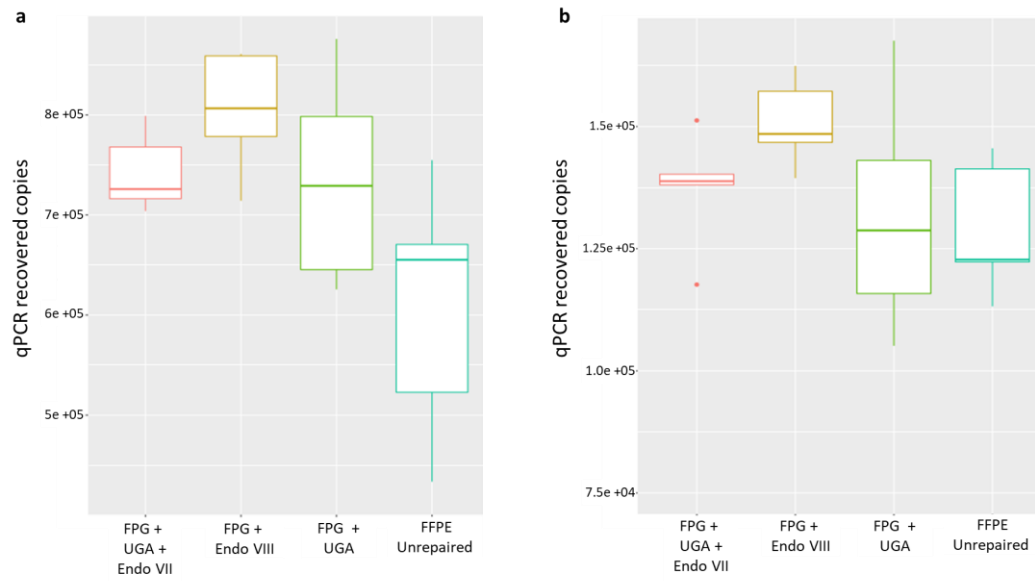 a
qPCR recovered copies
8e +05
7e +05
6e +05
5e +05
FPG +
UGA +
Endo VII
FPG +
Endo VIII
FPG +
UGA
FFPE
Unrepaired
b
qPCR recovered copies
1.5e +05
1.25e +05
1.0e +05
7.5e +04
FPG +
UGA +
Endo VII
FPG +
Endo VIII
FPG +
UGA
FFPE
Unrepaired